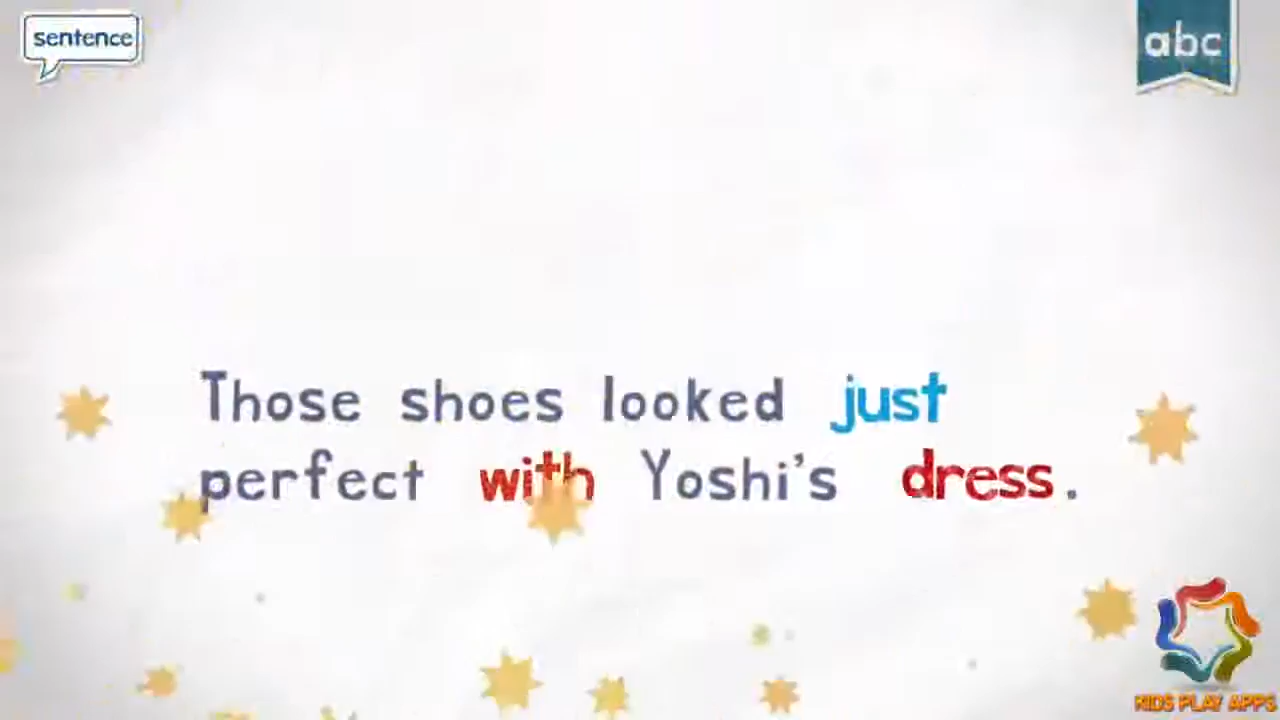 sentence
abc
Those shoes looked just
perfect with Yoshi's dress.
KIDS PLAY APPS